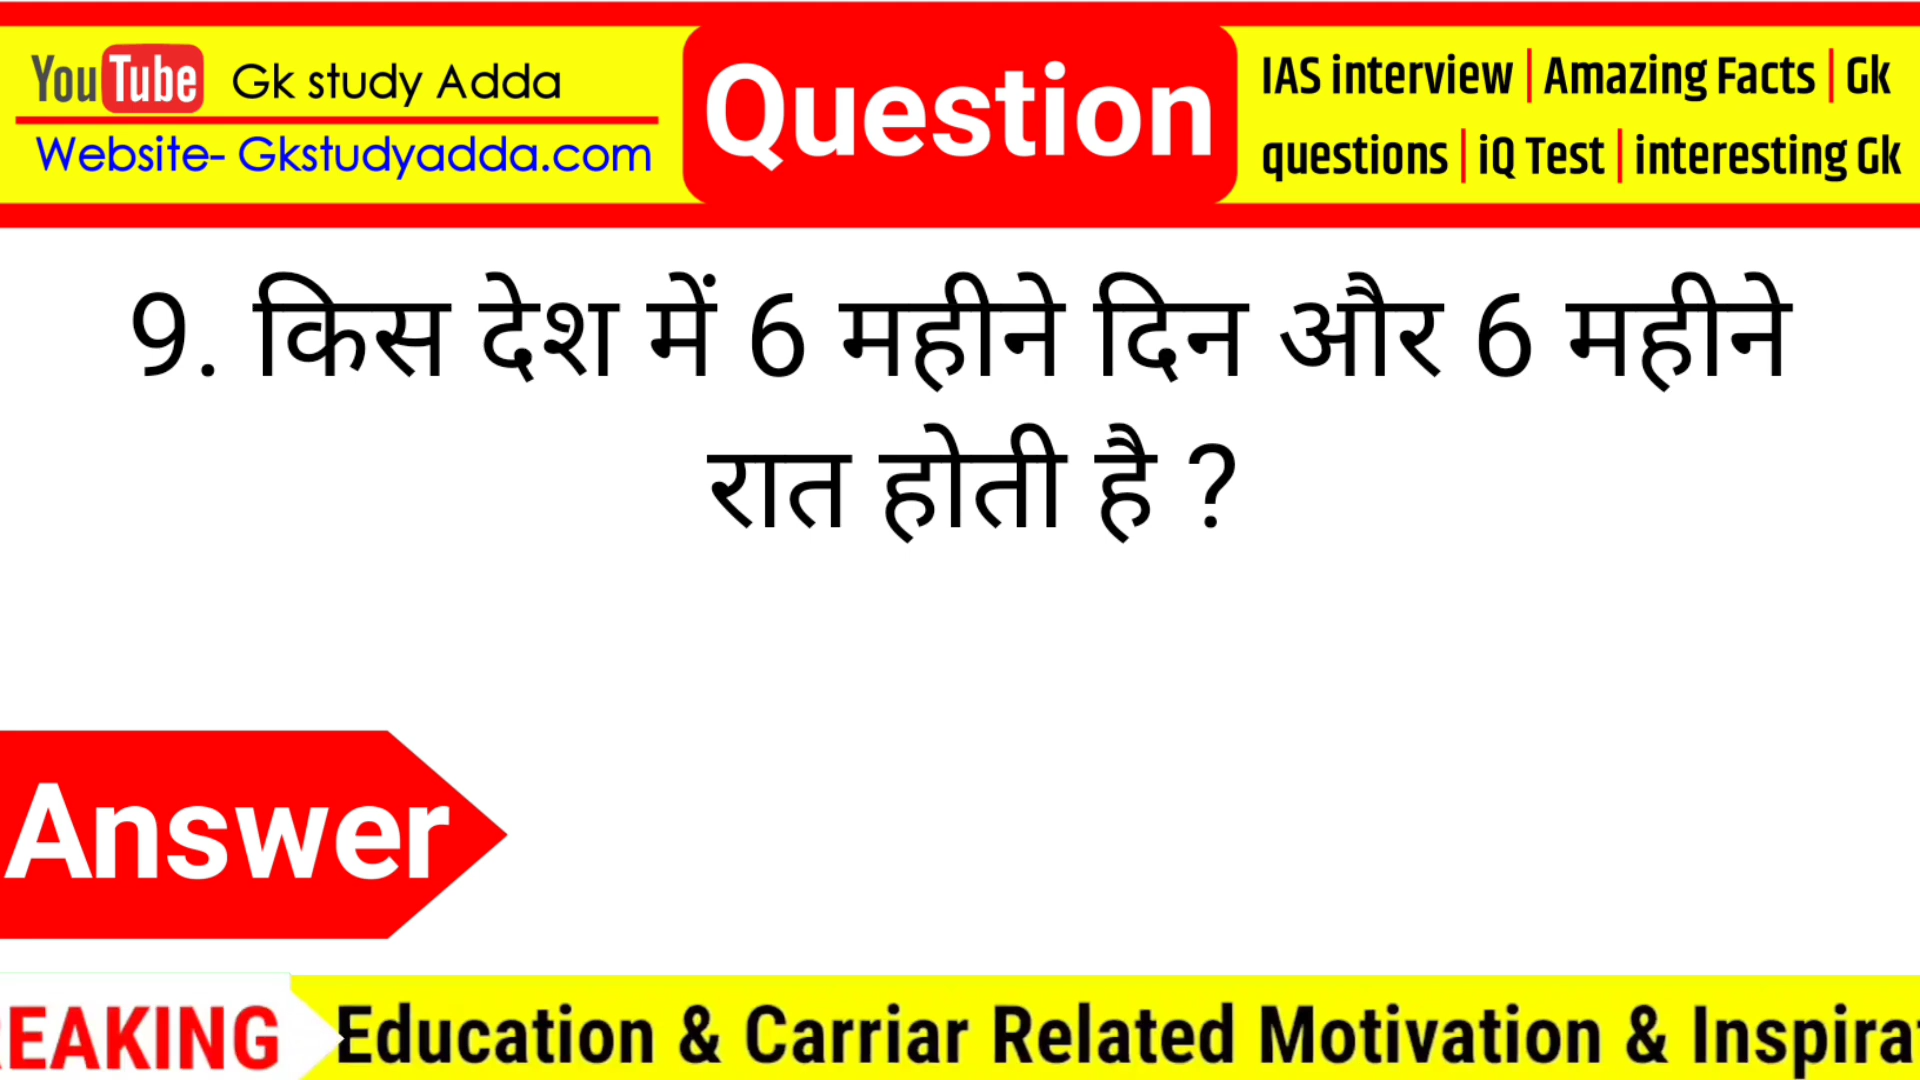 YouTube Gk study Adda
Website- Gkstudyadda.com
Question
IAS interview | Amazing Facts | Gk
questions | iQ Test | interesting Gk
9. किस देश में 6 महीने दिन और 6 महीने
रात होती है ?
Answer
EAKING
Education & Carriar Related Motivation & Inspira